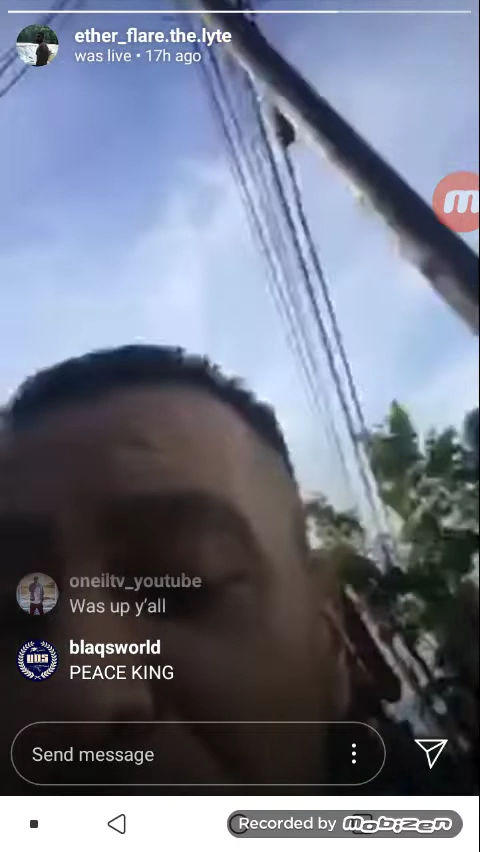 ether_flare.the.lyte
was live • 17h ago
oneiltv_youtube
Was up y'all
blaqsworld
PEACE KING
Send message
Recorded by mobizen